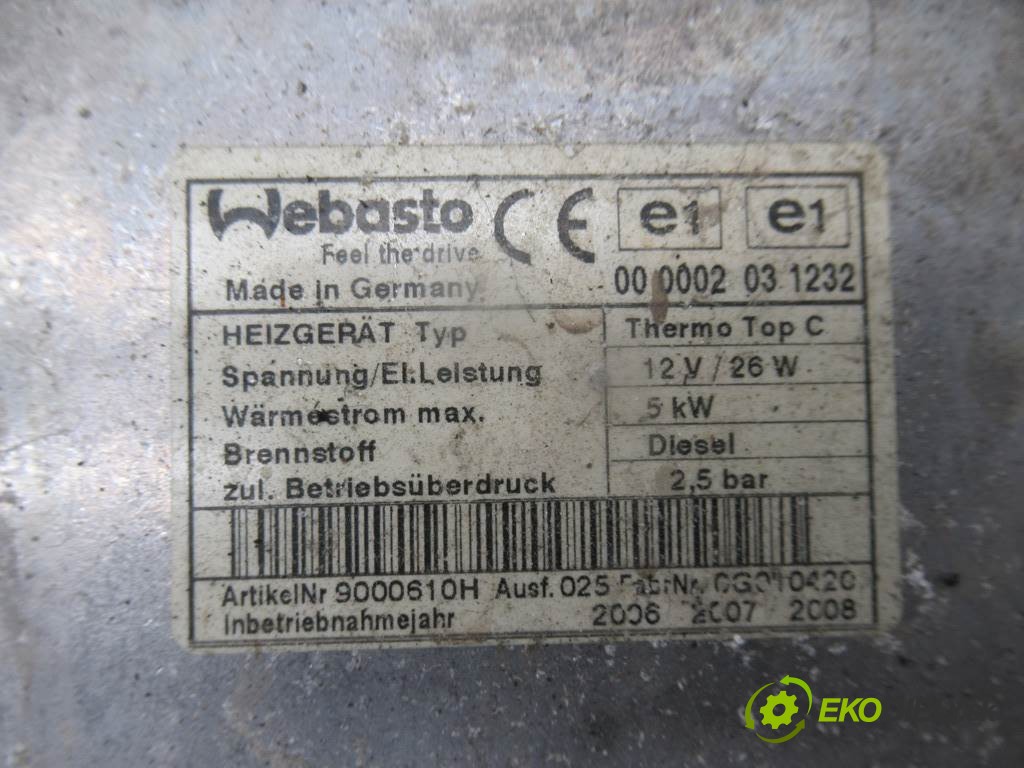 Webasto CE e1 e1
Feel the drive
Made in Germany 00 0002 03 1232
HEIZGERÄT Typ Thermo Top C
Spannung/El.Leistung 12 V / 26 W
Wärmestrom max. 5 kW
Brennstoff Diesel
zul. Betriebsüberdruck 2,5 bar
ArtikelNr 9000610H Ausf. 025 FabrNr.
Inbetriebnahmejahr 2006 2007 2008
EKO